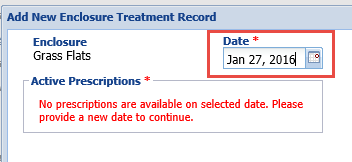 Add New Enclosure Treatment Record
Enclosure
Date *
Grass Flats
Jan 27, 2016
Active Prescriptions *
No prescriptions are available on selected date. Please
provide a new date to continue.